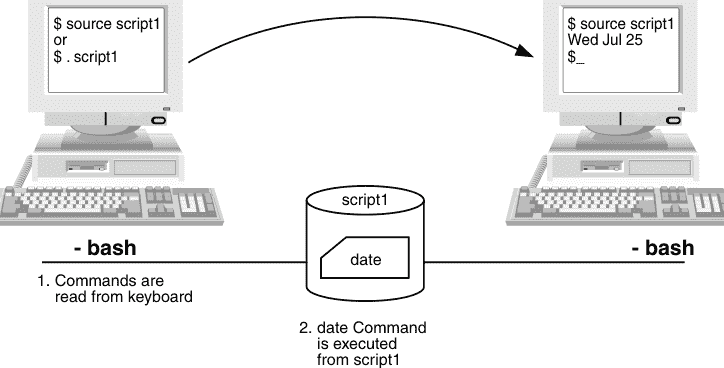 $ source script1
or
$ . script1
$ source script1
Wed Jul 25
$_
script1
date
- bash
- bash
1. Commands are
read from keyboard
2. date Command
is executed
from script1